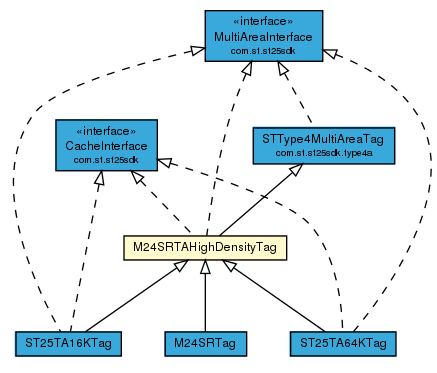 «interface»
MultiAreaInterface
com.st.st25sdk
«interface»
CacheInterface
com.st.st25sdk
STType4MultiAreaTag
com.st.st25sdk.type4a
M24SRTAHighDensityTag
ST25TA16KTag
M24SRTag
ST25TA64KTag